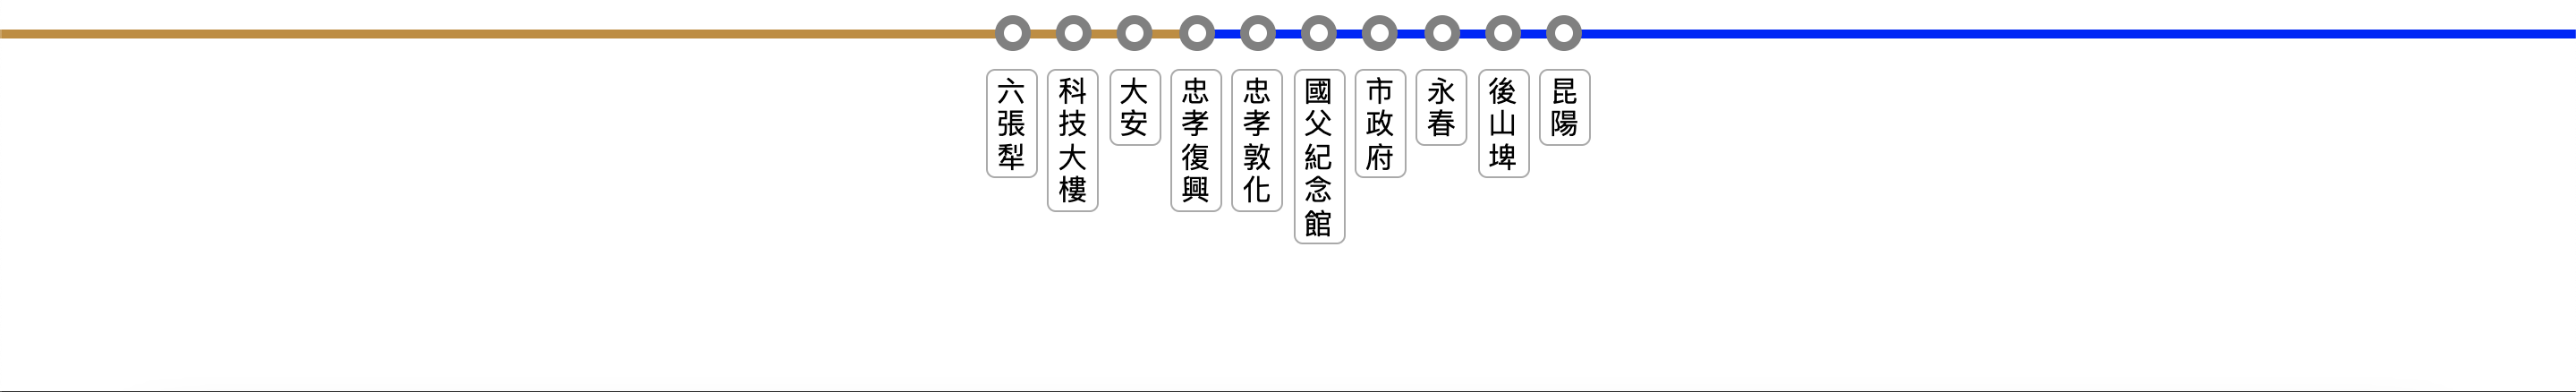 六張犁
科技大樓
大安
忠孝復興
忠孝敦化
國父紀念館
市政府
永春
後山埤
昆陽